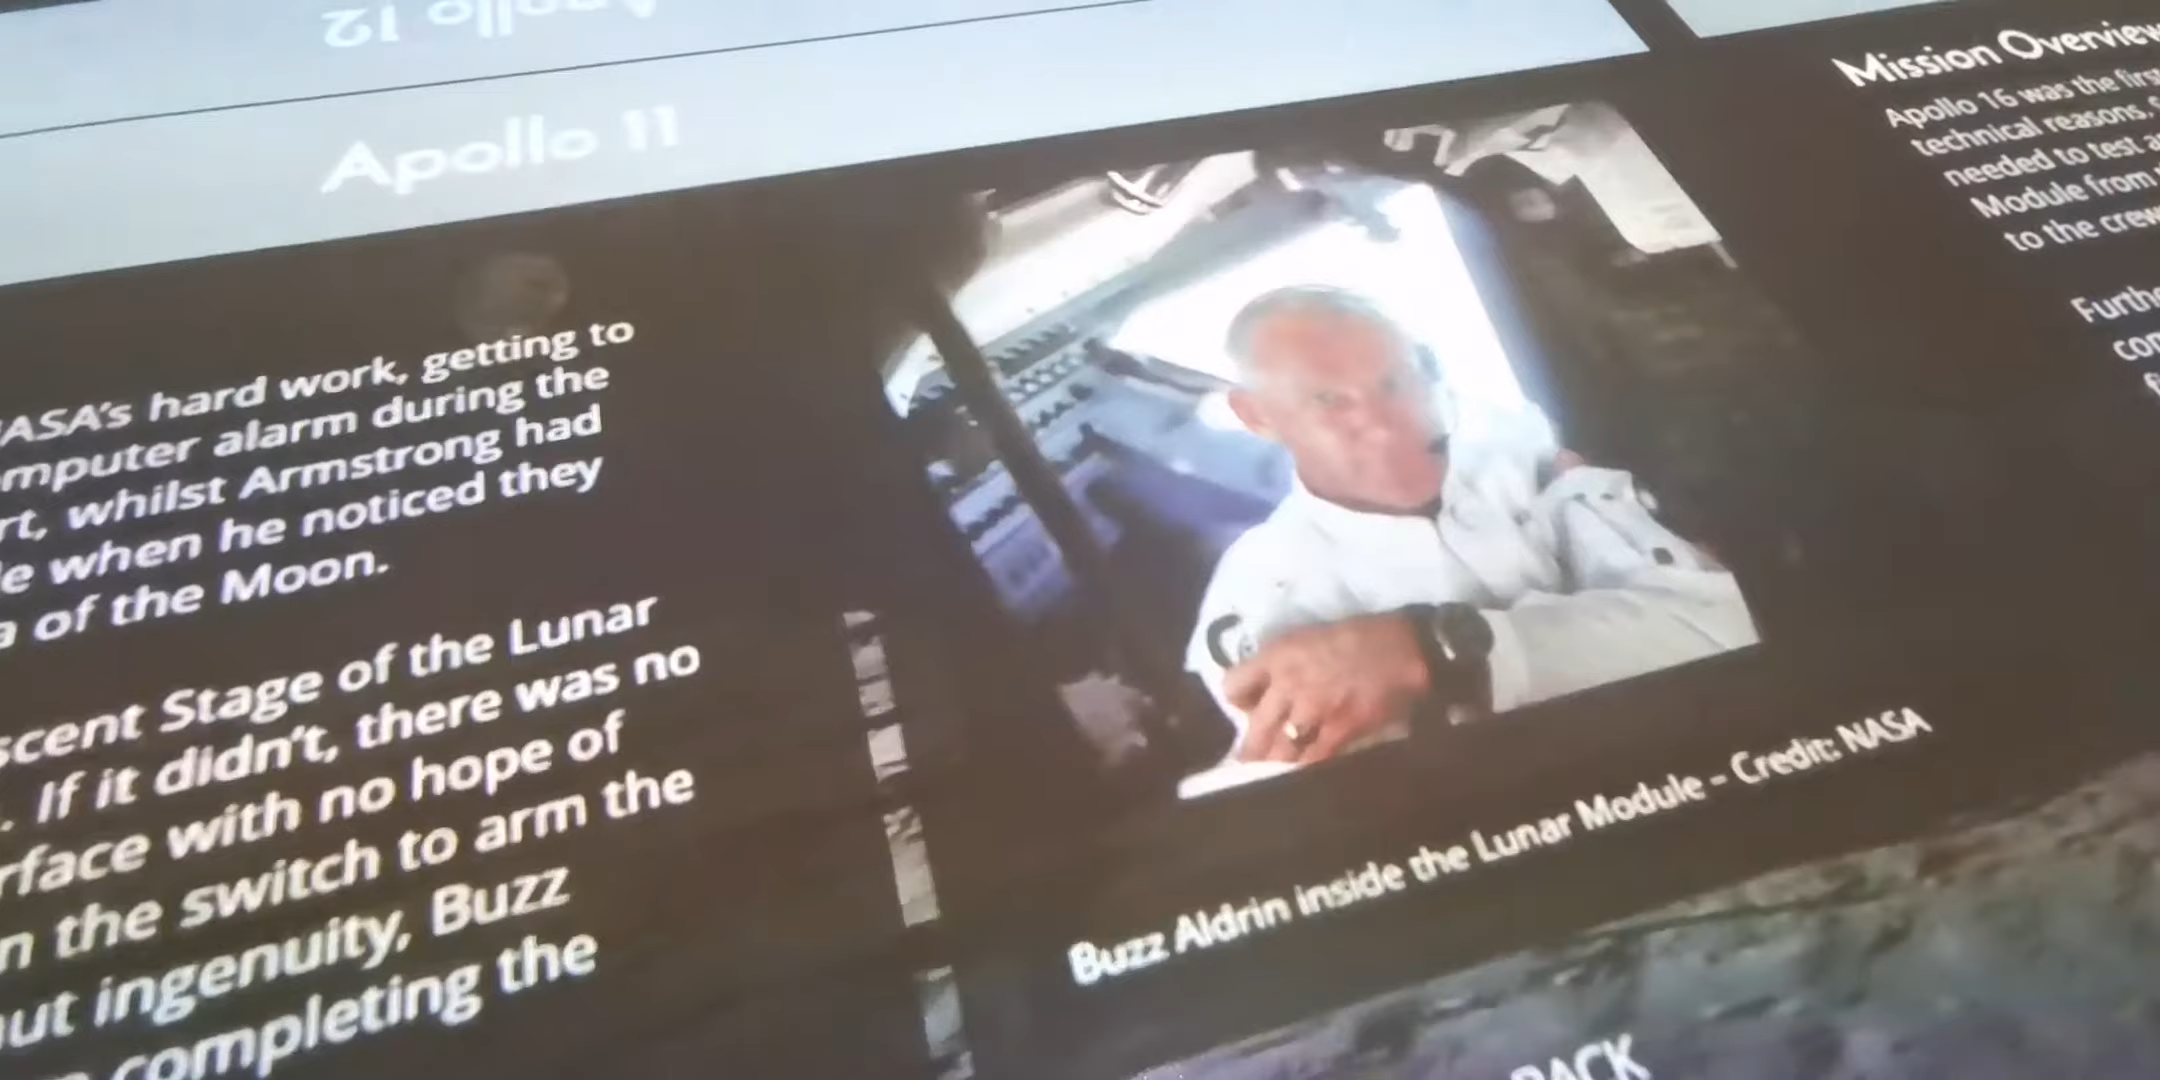 Apollo 12
Apollo 11
ASA's hard work, getting to
mputer alarm during the
rt, whilst Armstrong had
e when he noticed they
a of the Moon.
scent Stage of the Lunar
. If it didn't, there was no
rface with no hope of
n the switch to arm the
ut ingenuity, Buzz
completing the
Buzz Aldrin inside the Lunar Module – Credit: NASA
Mission Overview
Apollo 16 was the first
technical reasons,
needed to test a
Module from
to the crew
Furthe
BACK